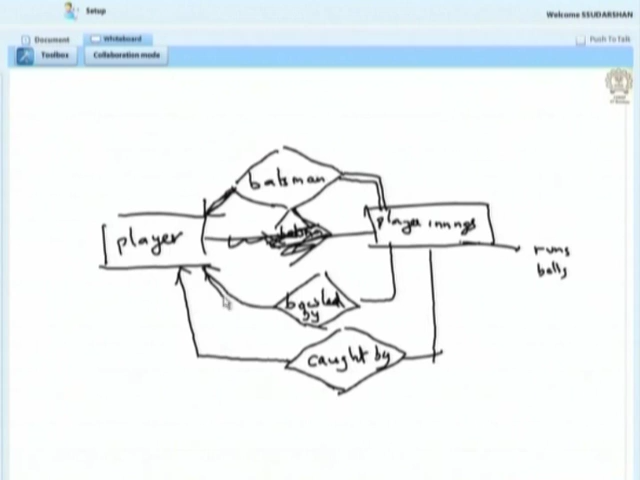 Setup
Welcome SSUDARSHAN
Document
Whiteboard
Push To Talk
Toolbox
Collaboration mode
batsman
player
player innings
runs
balls
bowled
by
caught by